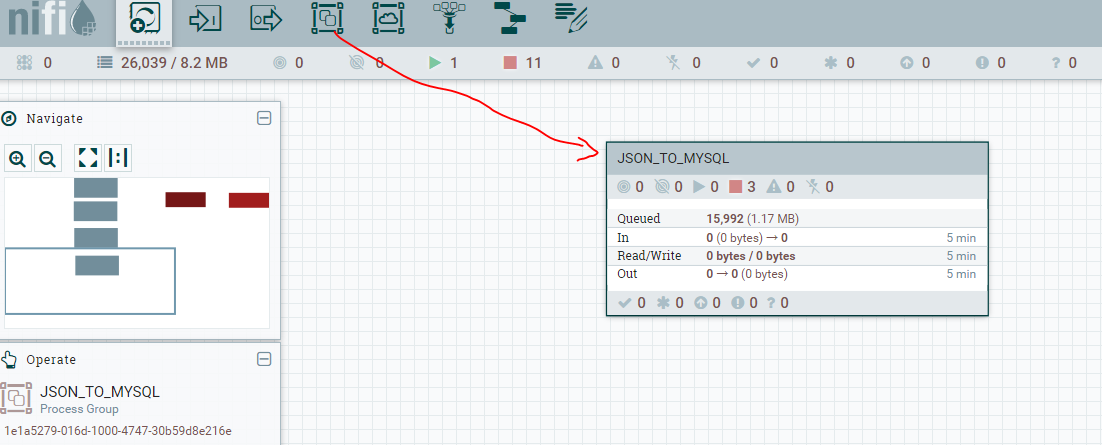 nifi
0 26,039 / 8.2 MB 0 0 1 11 0 0 0 0 0 0 ? 0
Navigate
JSON_TO_MYSQL
0 0 0 3 0 0
Queued 15,992 (1.17 MB)
In 0 (0 bytes) → 0 5 min
Read/Write 0 bytes / 0 bytes 5 min
Out 0 → 0 (0 bytes) 5 min
0 0 0 0 ? 0
Operate
JSON_TO_MYSQL
Process Group
1e1a5279-016d-1000-4747-30b59d8e216e